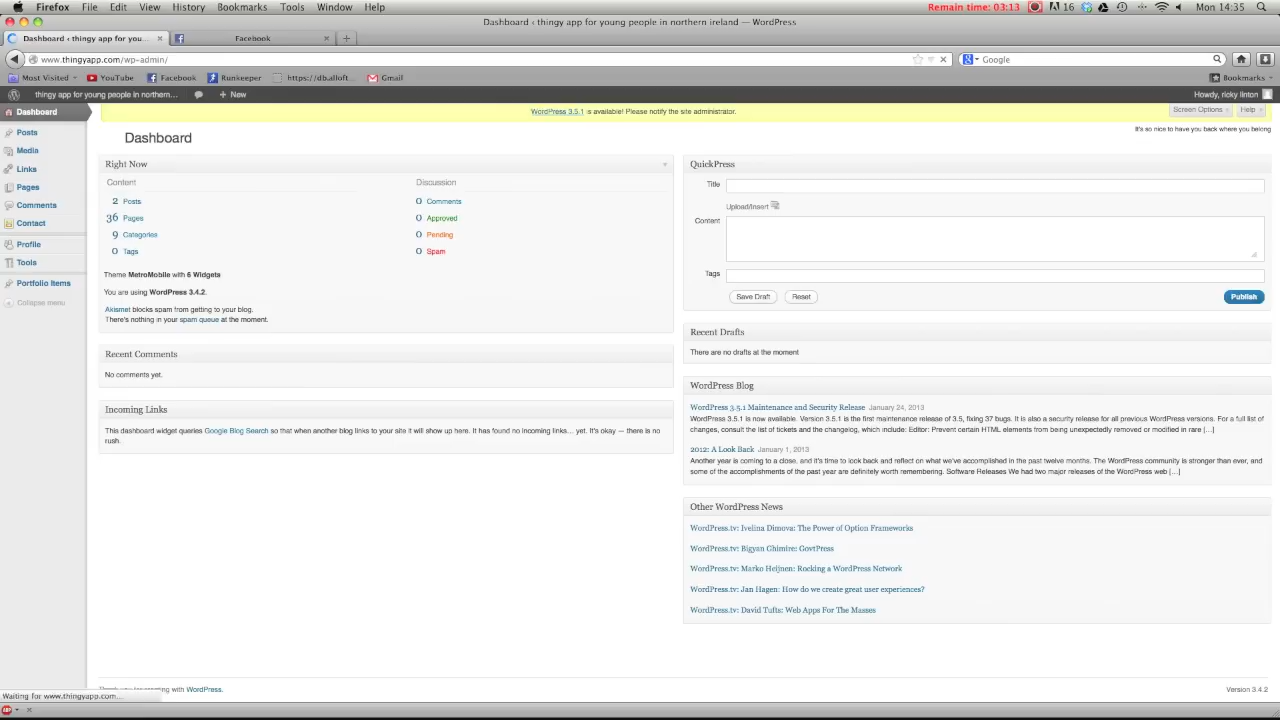 Firefox File Edit View History Bookmarks Tools Window Help Remain time: 03:13 16 Mon 14:35
Dashboard ‹ thingy app for young people in northern ireland — WordPress
Dashboard ‹ thingy app for you... Facebook
www.thingyapp.com/wp-admin/ Google
Most Visited YouTube Facebook Runkeeper https://db.alloft... Gmail Bookmarks
thingy app for young people in northern... New Howdy, ricky linton
WordPress 3.5.1 is available! Please notify the site administrator.
Screen Options Help
It's so nice to have you back where you belong
Dashboard
Posts
Media
Links
Pages
Comments
Contact
Profile
Tools
Portfolio Items
Collapse menu
Dashboard
Right Now
Content Discussion
2 Posts 0 Comments
36 Pages 0 Approved
9 Categories 0 Pending
0 Tags 0 Spam
Theme MetroMobile with 6 Widgets
You are using WordPress 3.4.2.
Akismet blocks spam from getting to your blog.
There's nothing in your spam queue at the moment.
Recent Comments
No comments yet.
Incoming Links
This dashboard widget queries Google Blog Search so that when another blog links to your site it will show up here. It has found no incoming links… yet. It's okay — there is no
rush.
QuickPress
Title
Upload/Insert
Content
Tags
Save Draft Reset Publish
Recent Drafts
There are no drafts at the moment
WordPress Blog
WordPress 3.5.1 Maintenance and Security Release January 24, 2013
WordPress 3.5.1 is now available. Version 3.5.1 is the first maintenance release of 3.5, fixing 37 bugs. It is also a security release for all previous WordPress versions. For a full list of
changes, consult the list of tickets and the changelog, which include: Editor: Prevent certain HTML elements from being unexpectedly removed or modified in rare […]
2012: A Look Back January 1, 2013
Another year is coming to a close, and it's time to look back and reflect on what we've accomplished in the past twelve months. The WordPress community is stronger than ever, and
some of the accomplishments of the past year are definitely worth remembering. Software Releases We had two major releases of the WordPress web […]
Other WordPress News
WordPress.tv: Ivelina Dimova: The Power of Option Frameworks
WordPress.tv: Bigyan Ghimire: GovtPress
WordPress.tv: Marko Heijnen: Rocking a WordPress Network
WordPress.tv: Jan Hagen: How do we create great user experiences?
WordPress.tv: David Tufts: Web Apps For The Masses
with WordPress. Version 3.4.2
Waiting for www.thingyapp.com...
ABP